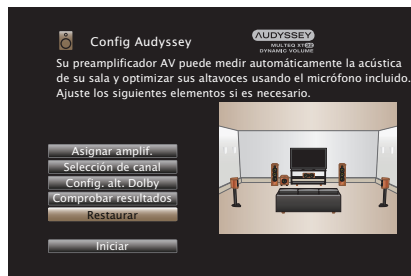 Config Audyssey
AUDYSSEY
MULTEQ XT32
DYNAMIC VOLUME
Su preamplificador AV puede medir automáticamente la acústica
de su sala y optimizar sus altavoces usando el micrófono incluido.
Ajuste los siguientes elementos si es necesario.
Asignar amplif.
Selección de canal
Config. alt. Dolby
Comprobar resultados
Restaurar
Iniciar